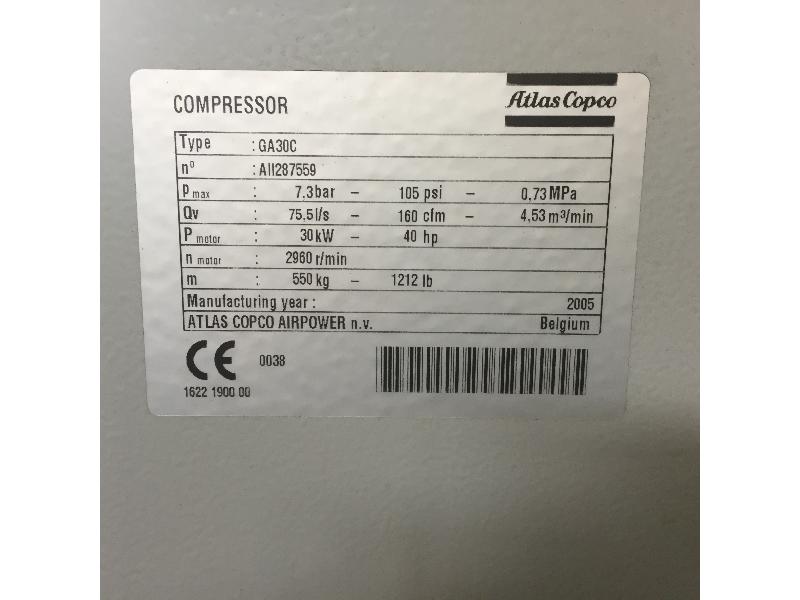 COMPRESSOR Atlas Copco
Type : GA30C
n° : AII287559
P max : 7.3bar – 105 psi – 0,73 MPa
Qv : 75,5l/s – 160 cfm – 4,53 m³/min
P motor : 30kW – 40 hp
n motor : 2960 r/min
m : 550kg – 1212 lb
Manufacturing year : 2005
ATLAS COPCO AIRPOWER n.v. Belgium
CE 0038
1622 1900 00